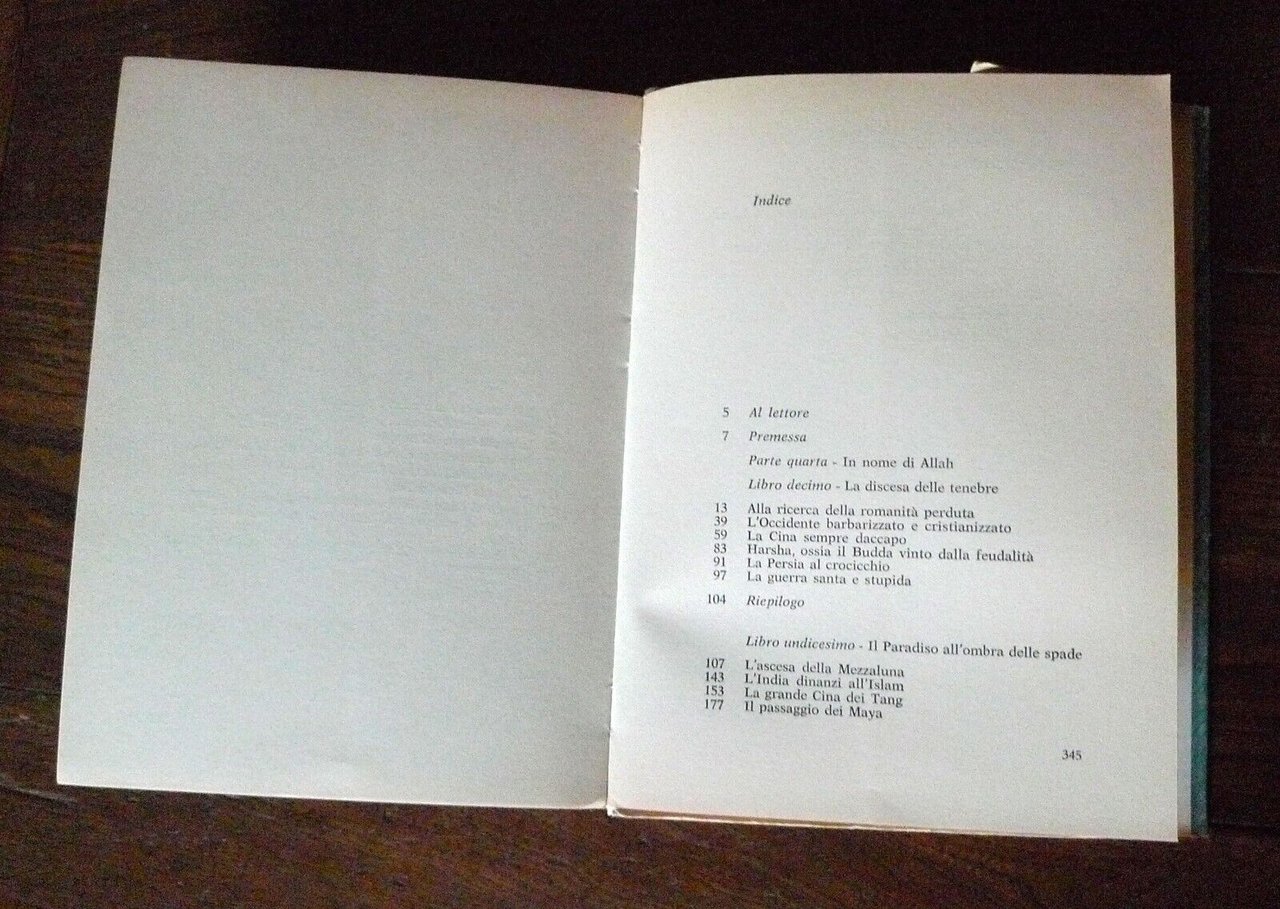 Indice
5 Al lettore
7 Premessa
Parte quarta - In nome di Allah
Libro decimo - La discesa delle tenebre
13 Alla ricerca della romanità perduta
39 L'Occidente barbarizzato e cristianizzato
59 La Cina sempre daccapo
83 Harsha, ossia il Budda vinto dalla feudalità
91 La Persia al crocicchio
97 La guerra santa e stupida
104 Riepilogo
Libro undicesimo - Il Paradiso all'ombra delle spade
107 L'ascesa della Mezzaluna
143 L'India dinanzi all'Islam
153 La grande Cina dei Tang
177 Il passaggio dei Maya
345